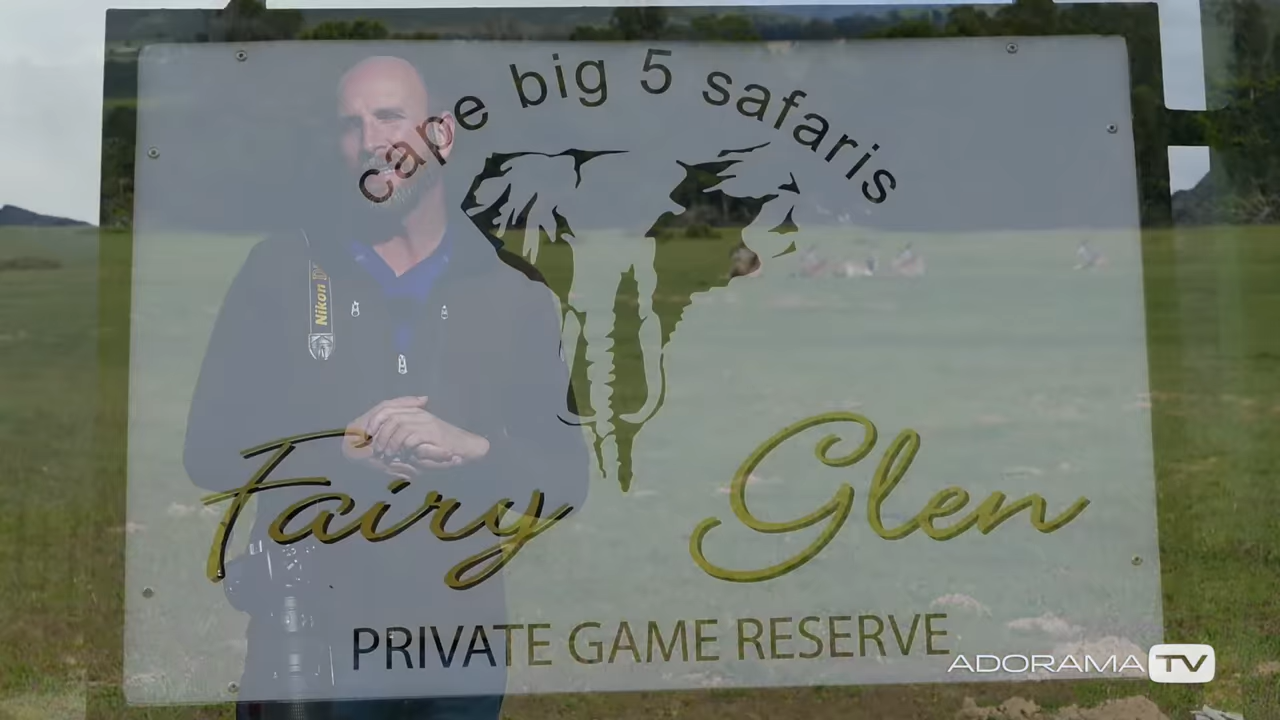 cape big 5 safaris
Nikon
Fairy Glen
PRIVATE GAME RESERVE
ADORAMA TV